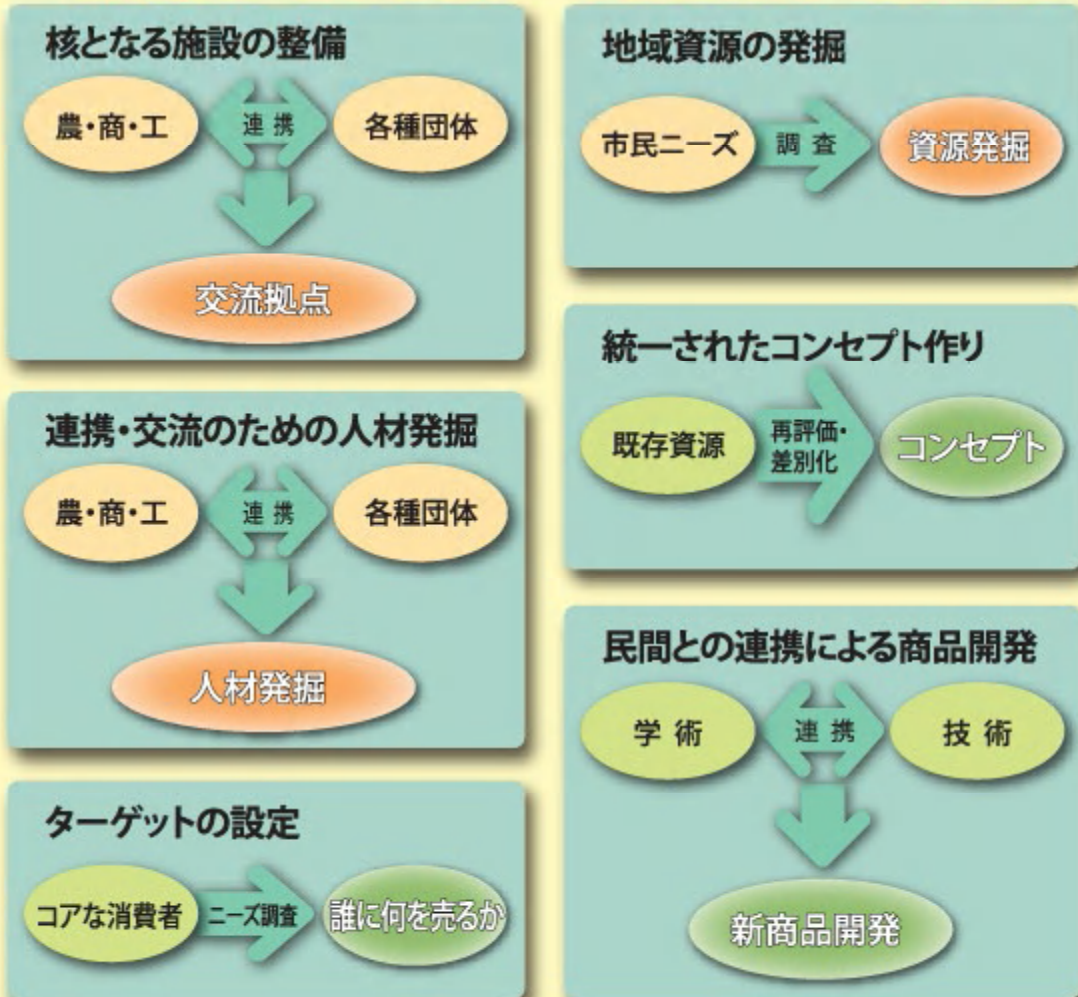 核となる施設の整備
農・商・工
連携
各種団体
交流拠点
連携・交流のための人材発掘
農・商・工
連携
各種団体
人材発掘
ターゲットの設定
コアな消費者
ニーズ調査
誰に何を売るか
地域資源の発掘
市民ニーズ
調査
資源発掘
統一されたコンセプト作り
既存資源
再評価・
差別化
コンセプト
民間との連携による商品開発
学術
連携
技術
新商品開発